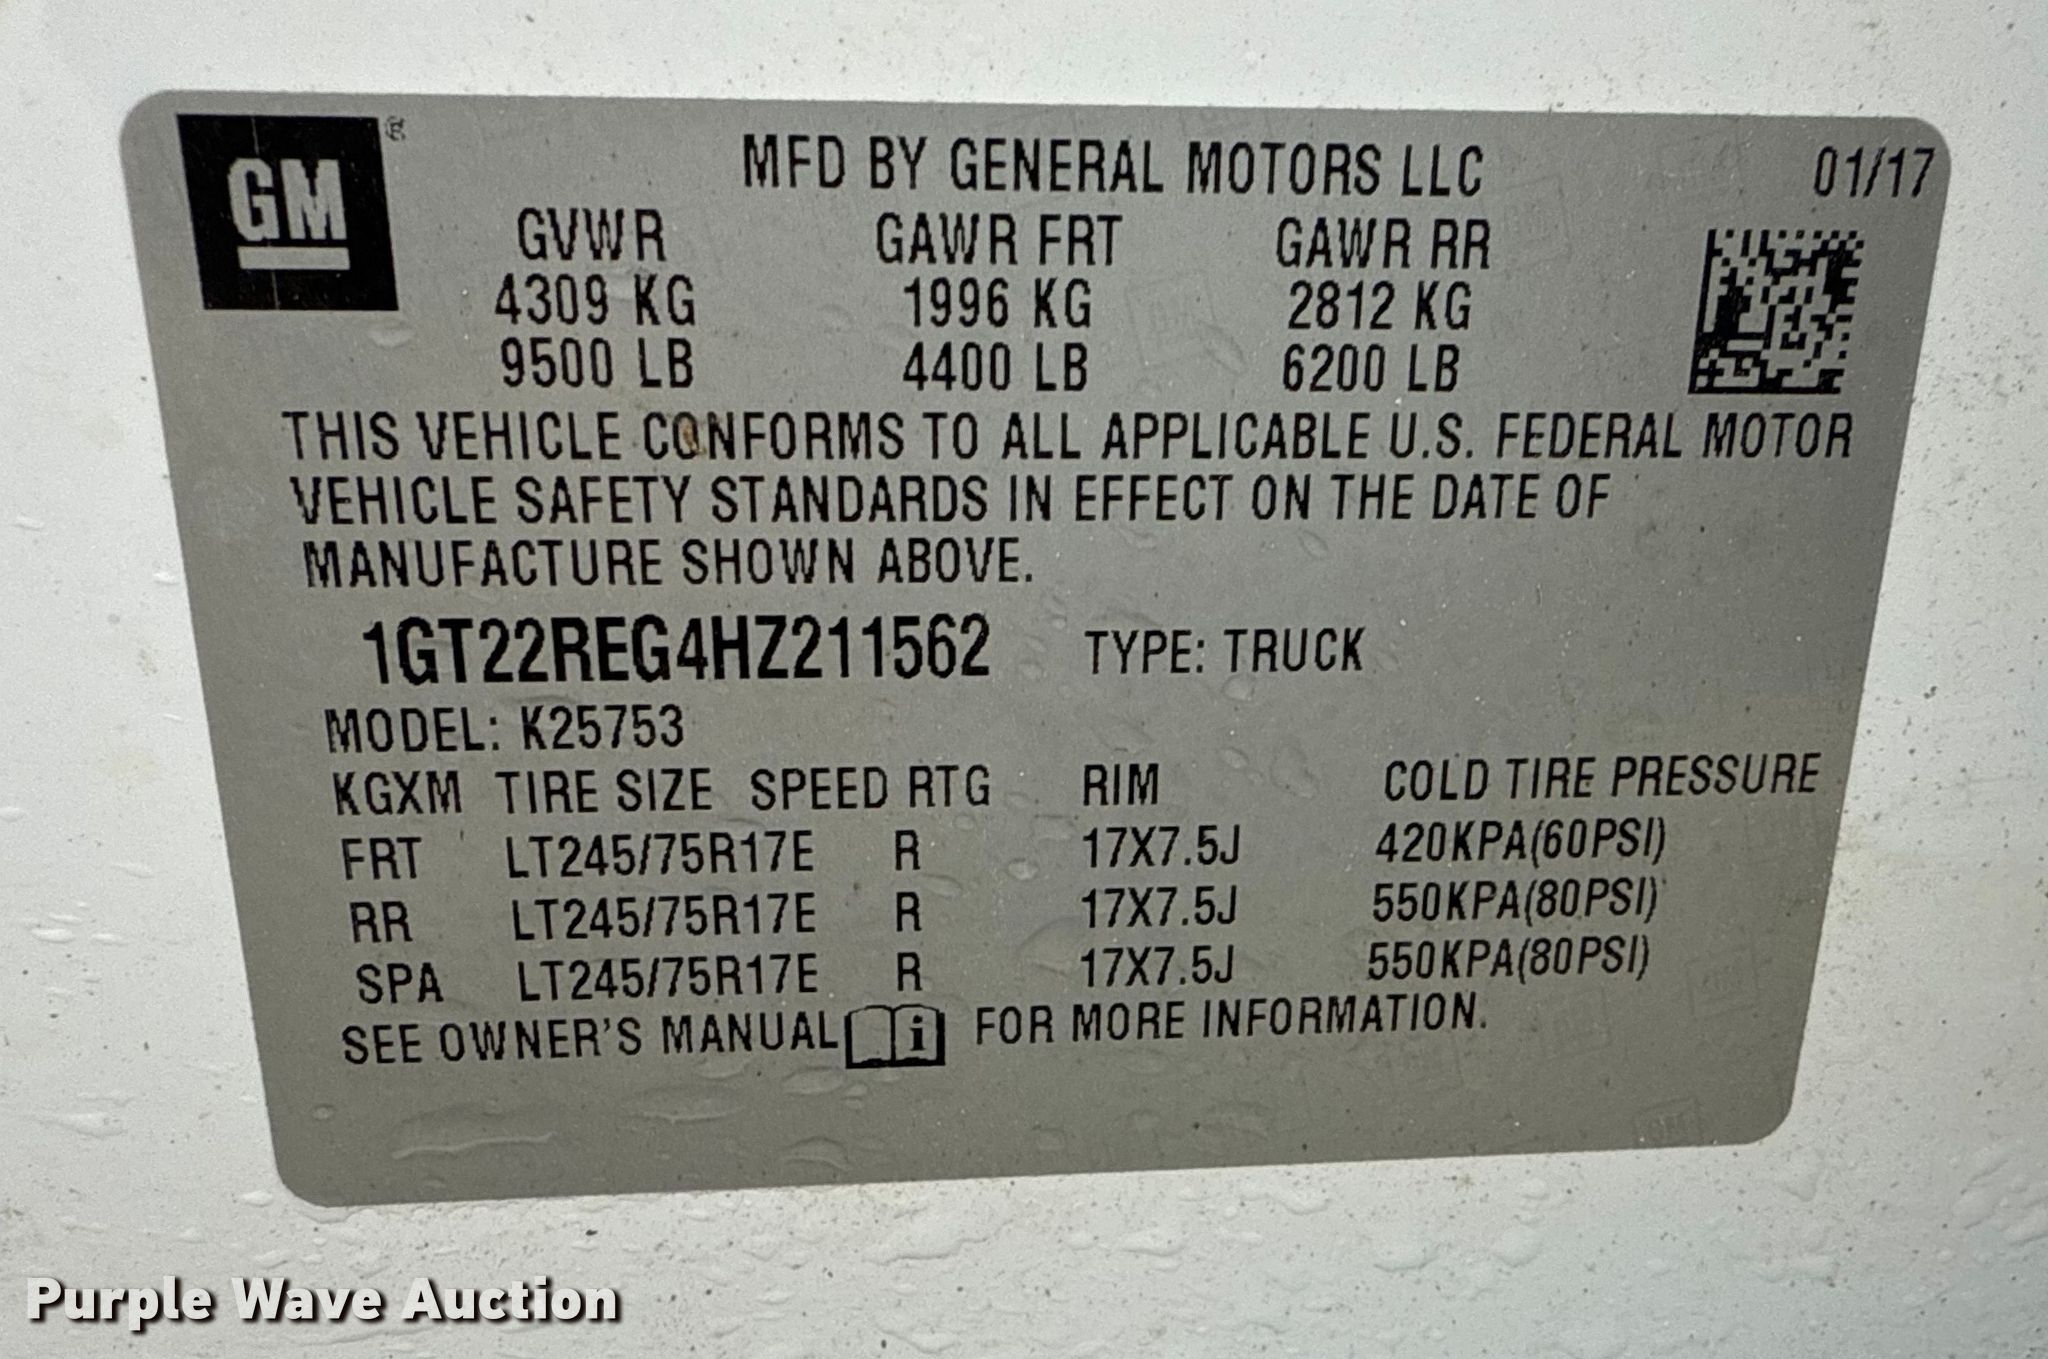 GM®
MFD BY GENERAL MOTORS LLC 01/17
GVWR GAWR FRT GAWR RR
4309 KG 1996 KG 2812 KG
9500 LB 4400 LB 6200 LB
THIS VEHICLE CONFORMS TO ALL APPLICABLE U.S. FEDERAL MOTOR
VEHICLE SAFETY STANDARDS IN EFFECT ON THE DATE OF
MANUFACTURE SHOWN ABOVE.
1GT22REG4HZ211562 TYPE: TRUCK
MODEL: K25753
KGXM TIRE SIZE SPEED RTG RIM COLD TIRE PRESSURE
FRT LT245/75R17E R 17X7.5J 420KPA(60PSI)
RR LT245/75R17E R 17X7.5J 550KPA(80PSI)
SPA LT245/75R17E R 17X7.5J 550KPA(80PSI)
SEE OWNER'S MANUAL i FOR MORE INFORMATION.
Purple Wave Auction